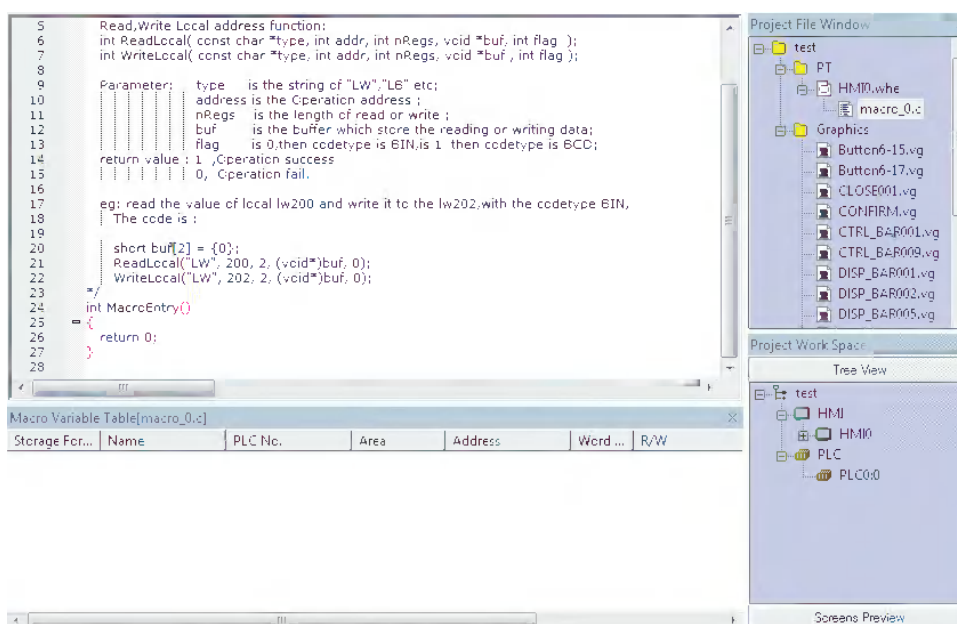 5 Read,Write Local address function:
6 int ReadLocal( const char *type, int addr, int nRegs, void *buf, int flag );
7 int WriteLocal( const char *type, int addr, int nRegs, void *buf , int flag );
8
9 Parameter: type is the string of "LW","LB" etc;
10 address is the Operation address ;
11 nRegs is the length of read or write ;
12 buf is the buffer which store the reading or writing data;
13 flag is 0,then codetype is BIN,is 1 then codetype is BCD;
14 return value : 1 ,Operation success
15 0, Operation fail.
16
17 eg: read the value of local lw200 and write it to the lw202,with the codetype BIN,
18 The code is :
19
20 short buf[2] = {0};
21 ReadLocal("LW", 200, 2, (void*)buf, 0);
22 WriteLocal("LW", 202, 2, (void*)buf, 0);
23 */
24 int MacroEntry()
25 {
26 return 0;
27 }
28
Macro Variable Table[macro_0.c]
Storage For... Name PLC No. Area Address Word ... R/W
Project File Window
test
PT
HMI0.whe
macro_0.c
Graphics
Button6-15.vg
Button6-17.vg
CLOSE001.vg
CONFIRM.vg
CTRL_BAR001.vg
CTRL_BAR009.vg
DISP_BAR001.vg
DISP_BAR002.vg
DISP_BAR005.vg
Project Work Space
Tree View
test
HMI
HMI0
PLC
PLC0:0
Screens Preview